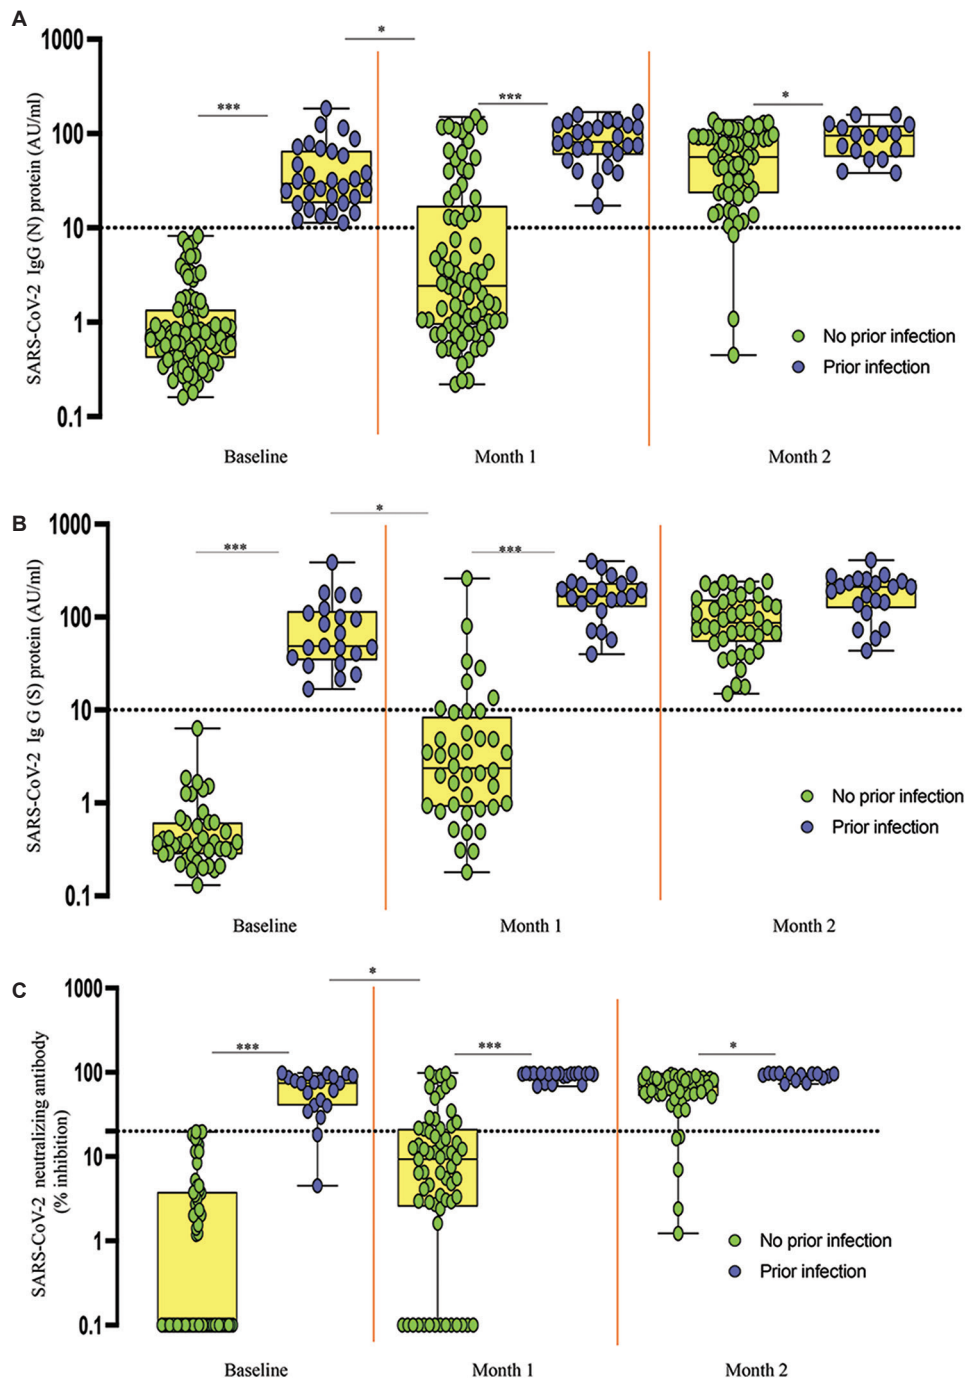 A
SARS-CoV-2 IgG (N) protein (AU/ml)
1000
100
10
1
0.1
*
***
***
*
No prior infection
Prior infection
Baseline
Month 1
Month 2
B
SARS-CoV-2 Ig G (S) protein (AU/ml)
1000
100
10
1
0.1
*
***
***
No prior infection
Prior infection
Baseline
Month 1
Month 2
C
SARS-CoV-2 neutralizing antibody
(% inhibition)
1000
100
10
1
0.1
*
***
***
*
No prior infection
Prior infection
Baseline
Month 1
Month 2